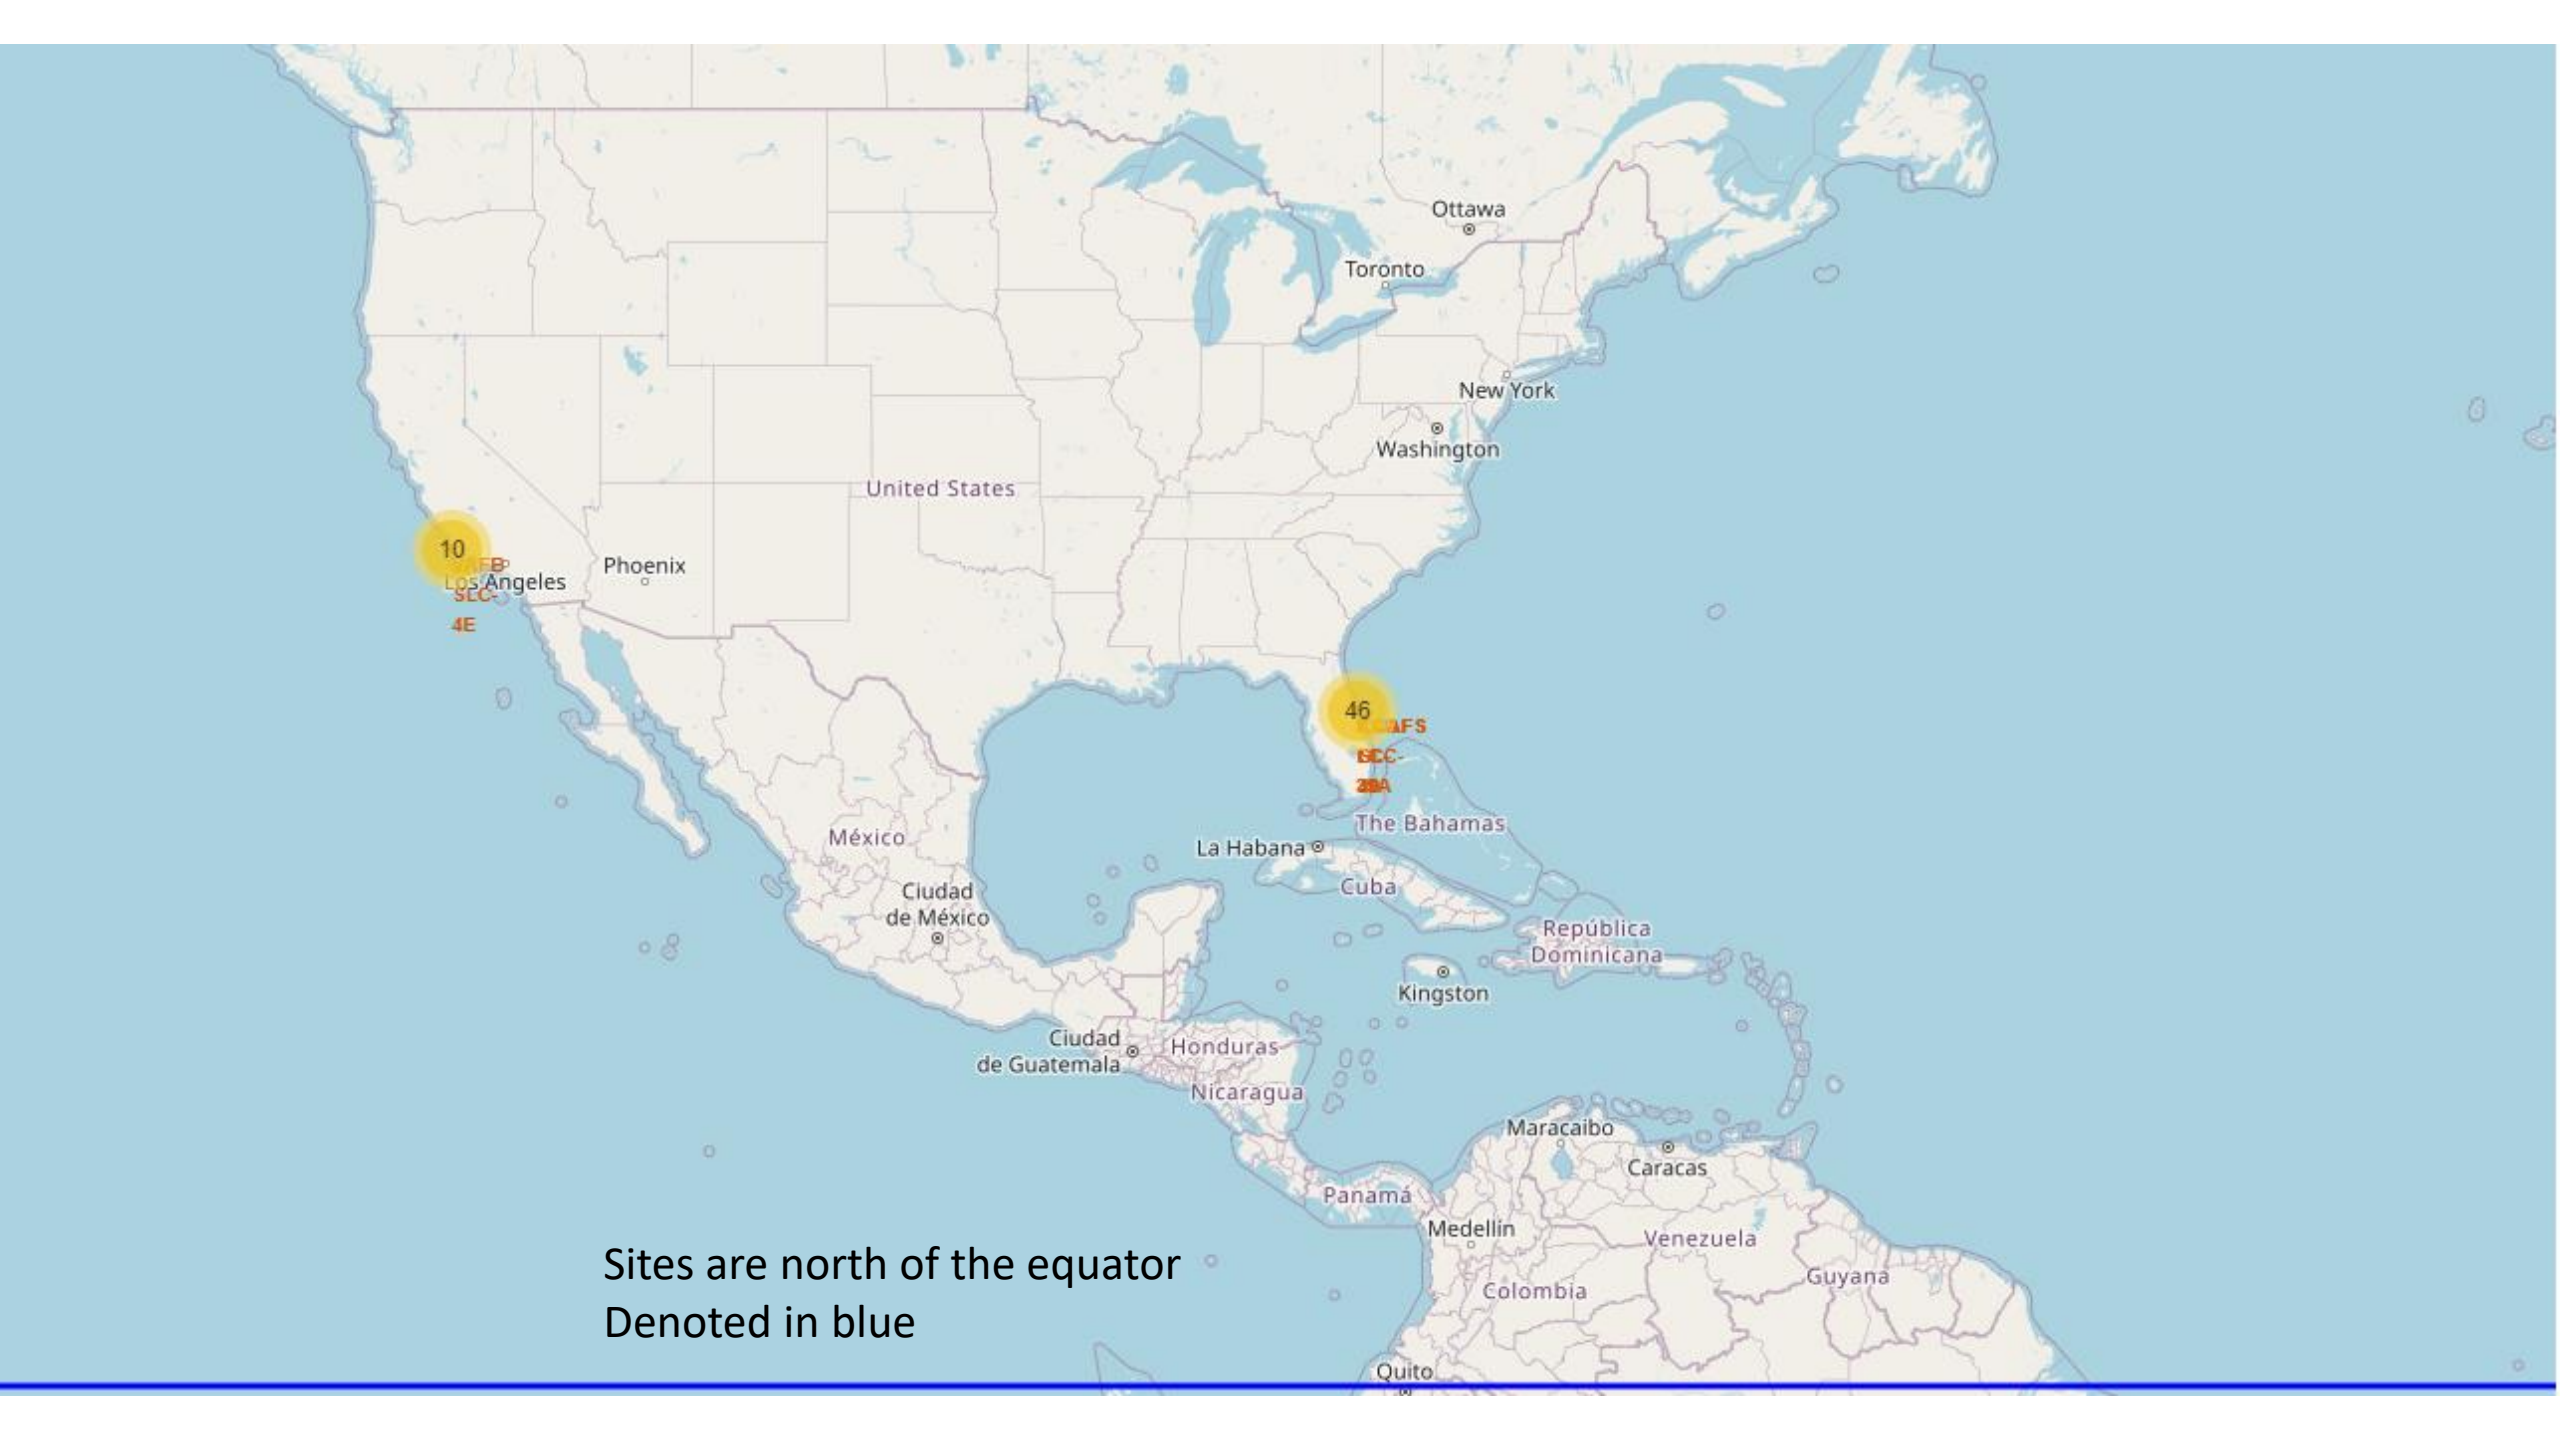 Ottawa
Toronto
New York
Washington
United States
10
Los Angeles
SLC-
4E
Phoenix
46
The Bahamas
La Habana
México
Cuba
Ciudad
de México
República
Dominicana
Kingston
Ciudad
de Guatemala
Honduras
Nicaragua
Maracaibo
Caracas
Panamá
Medellín
Venezuela
Guyana
Colombia
Sites are north of the equator
Denoted in blue
Quito